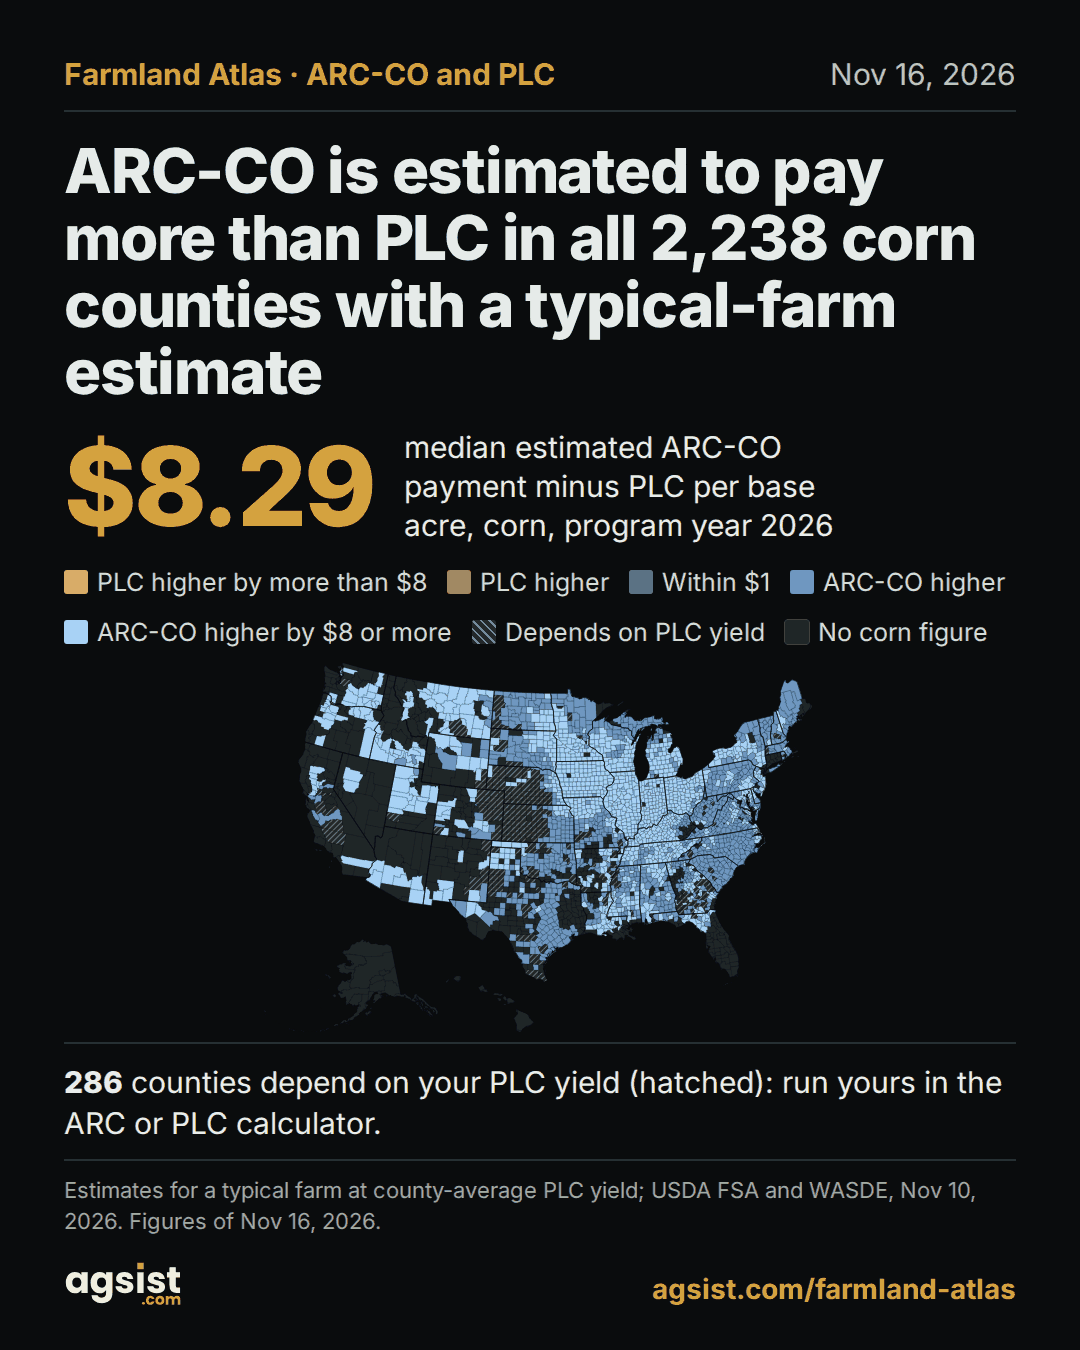 Farmland Atlas · ARC-CO and PLC
Nov 16, 2026
ARC-CO is estimated to pay
more than PLC in all 2,238 corn
counties with a typical-farm
estimate
$8.29
median estimated ARC-CO
payment minus PLC per base
acre, corn, program year 2026
PLC higher by more than $8
PLC higher
Within $1
ARC-CO higher
ARC-CO higher by $8 or more
Depends on PLC yield
No corn figure
286 counties depend on your PLC yield (hatched): run yours in the
ARC or PLC calculator.
Estimates for a typical farm at county-average PLC yield; USDA FSA and WASDE, Nov 10,
2026. Figures of Nov 16, 2026.
agsist
.com
agsist.com/farmland-atlas